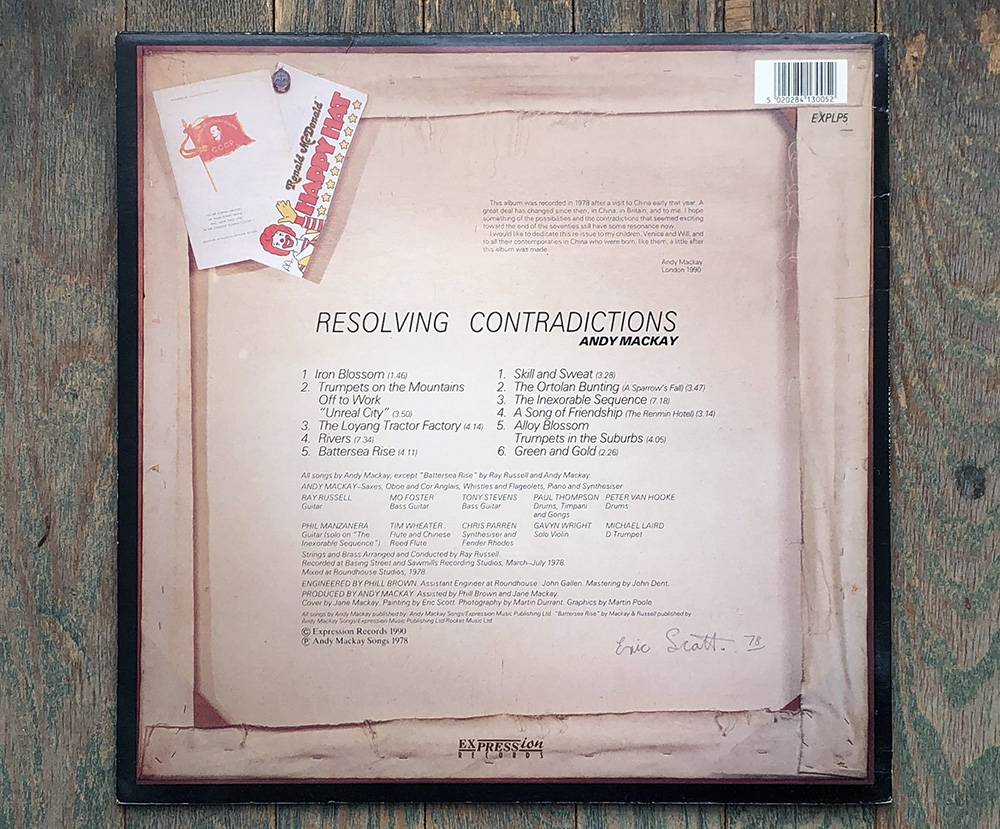 CCCP
Ronald McDonald
HAPPY HAT
5 020284 130052
EXPLP5
This album was recorded in 1978 after a visit to China early that year. A
great deal has changed since then, in China, in Britain, and to me. I hope
something of the possibilities and the contradictions that seemed exciting
toward the end of the seventies still have some resonance now.
I would like to dedicate this re-issue to my children, Venice and Will, and
to all their contemporaries in China who were born, like them, a little after
this album was made.
Andy Mackay
London 1990
RESOLVING CONTRADICTIONS
ANDY MACKAY
1 Iron Blossom (1.46)
2. Trumpets on the Mountains
Off to Work
"Unreal City" (3.50)
3. The Loyang Tractor Factory (4.14)
4. Rivers (7.34)
5. Battersea Rise (4.11)
1. Skill and Sweat (3.28)
2. The Ortolan Bunting (A Sparrow's Fall) (3.47)
3. The Inexorable Sequence (7.18)
4. A Song of Friendship (The Renmin Hotel) (3.14)
5. Alloy Blossom
Trumpets in the Suburbs (4.05)
6. Green and Gold (2.26)
All songs by Andy Mackay, except "Battersea Rise" by Ray Russell and Andy Mackay.
ANDY MACKAY–Saxes, Oboe and Cor Anglais, Whistles and Flageolets, Piano and Synthesiser
RAY RUSSELL
Guitar
MO FOSTER
Bass Guitar
TONY STEVENS
Bass Guitar
PAUL THOMPSON
Drums, Timpani
and Gongs
PETER VAN HOOKE
Drums
PHIL MANZANERA
Guitar (solo on "The
Inexorable Sequence")
TIM WHEATER.
Flute and Chinese
Reed Flute
CHRIS PARREN
Synthesiser and
Fender Rhodes
GAVYN WRIGHT
Solo Violin
MICHAEL LAIRD
D Trumpet
Strings and Brass Arranged and Conducted by Ray Russell.
Recorded at Basing Street and Sawmills Recording Studios, March–July 1978.
Mixed at Roundhouse Studios, 1978.
ENGINEERED BY PHILL BROWN. Assistant Engineer at Roundhouse: John Gallen. Mastering by John Dent.
PRODUCED BY ANDY MACKAY. Assisted by Phill Brown and Jane Mackay.
Cover by Jane Mackay, Painting by Eric Scott. Photography by Martin Durrant. Graphics by Martin Poole
All songs by Andy Mackay published by: Andy Mackay Songs/Expression Music Publishing Ltd. "Battersea Rise" by Mackay & Russell published by
Andy Mackay Songs/Expression Music Publishing Ltd/Rocket Music Ltd
© Expression Records 1990
℗ Andy Mackay Songs 1978
Eric Scott. 78
EXPRESSion
RECORDS